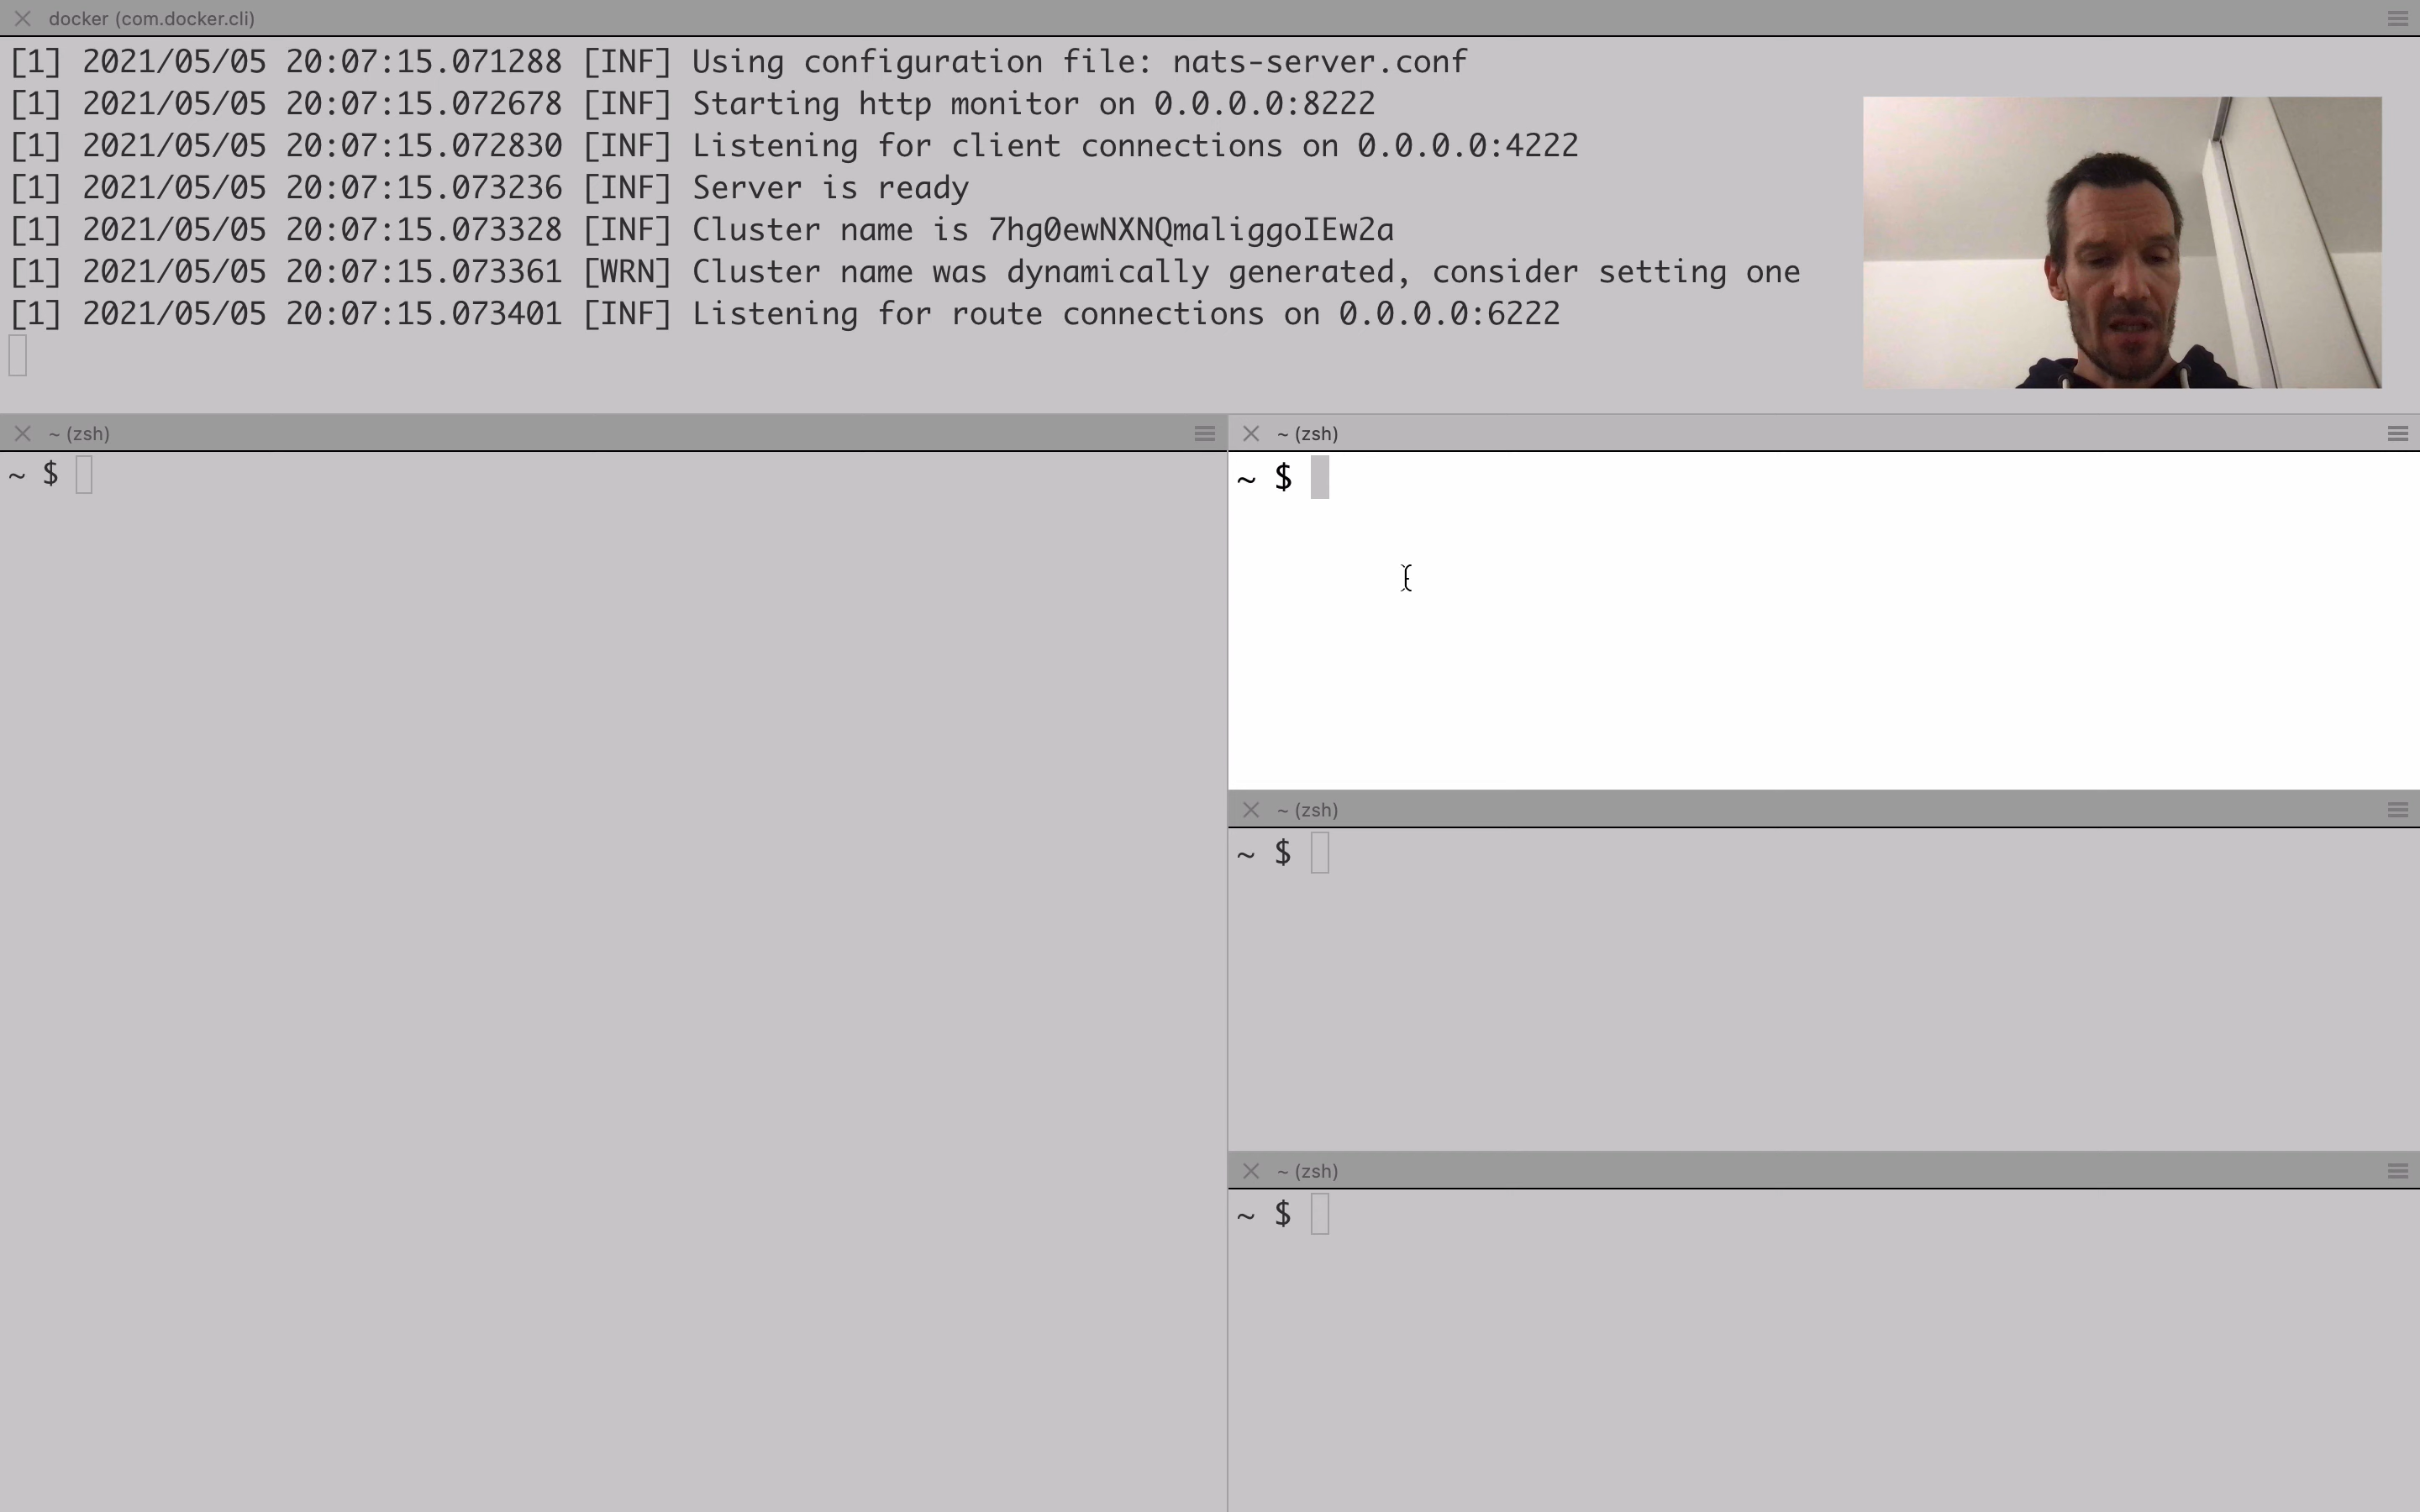 docker (com.docker.cli)
[1] 2021/05/05 20:07:15.071288 [INF] Using configuration file: nats-server.conf
[1] 2021/05/05 20:07:15.072678 [INF] Starting http monitor on 0.0.0.0:8222
[1] 2021/05/05 20:07:15.072830 [INF] Listening for client connections on 0.0.0.0:4222
[1] 2021/05/05 20:07:15.073236 [INF] Server is ready
[1] 2021/05/05 20:07:15.073328 [INF] Cluster name is 7hg0ewNXNQmaliggoIEw2a
[1] 2021/05/05 20:07:15.073361 [WRN] Cluster name was dynamically generated, consider setting one
[1] 2021/05/05 20:07:15.073401 [INF] Listening for route connections on 0.0.0.0:6222
~ (zsh)
~ $
~ (zsh)
~ $
~ (zsh)
~ $
~ (zsh)
~ $